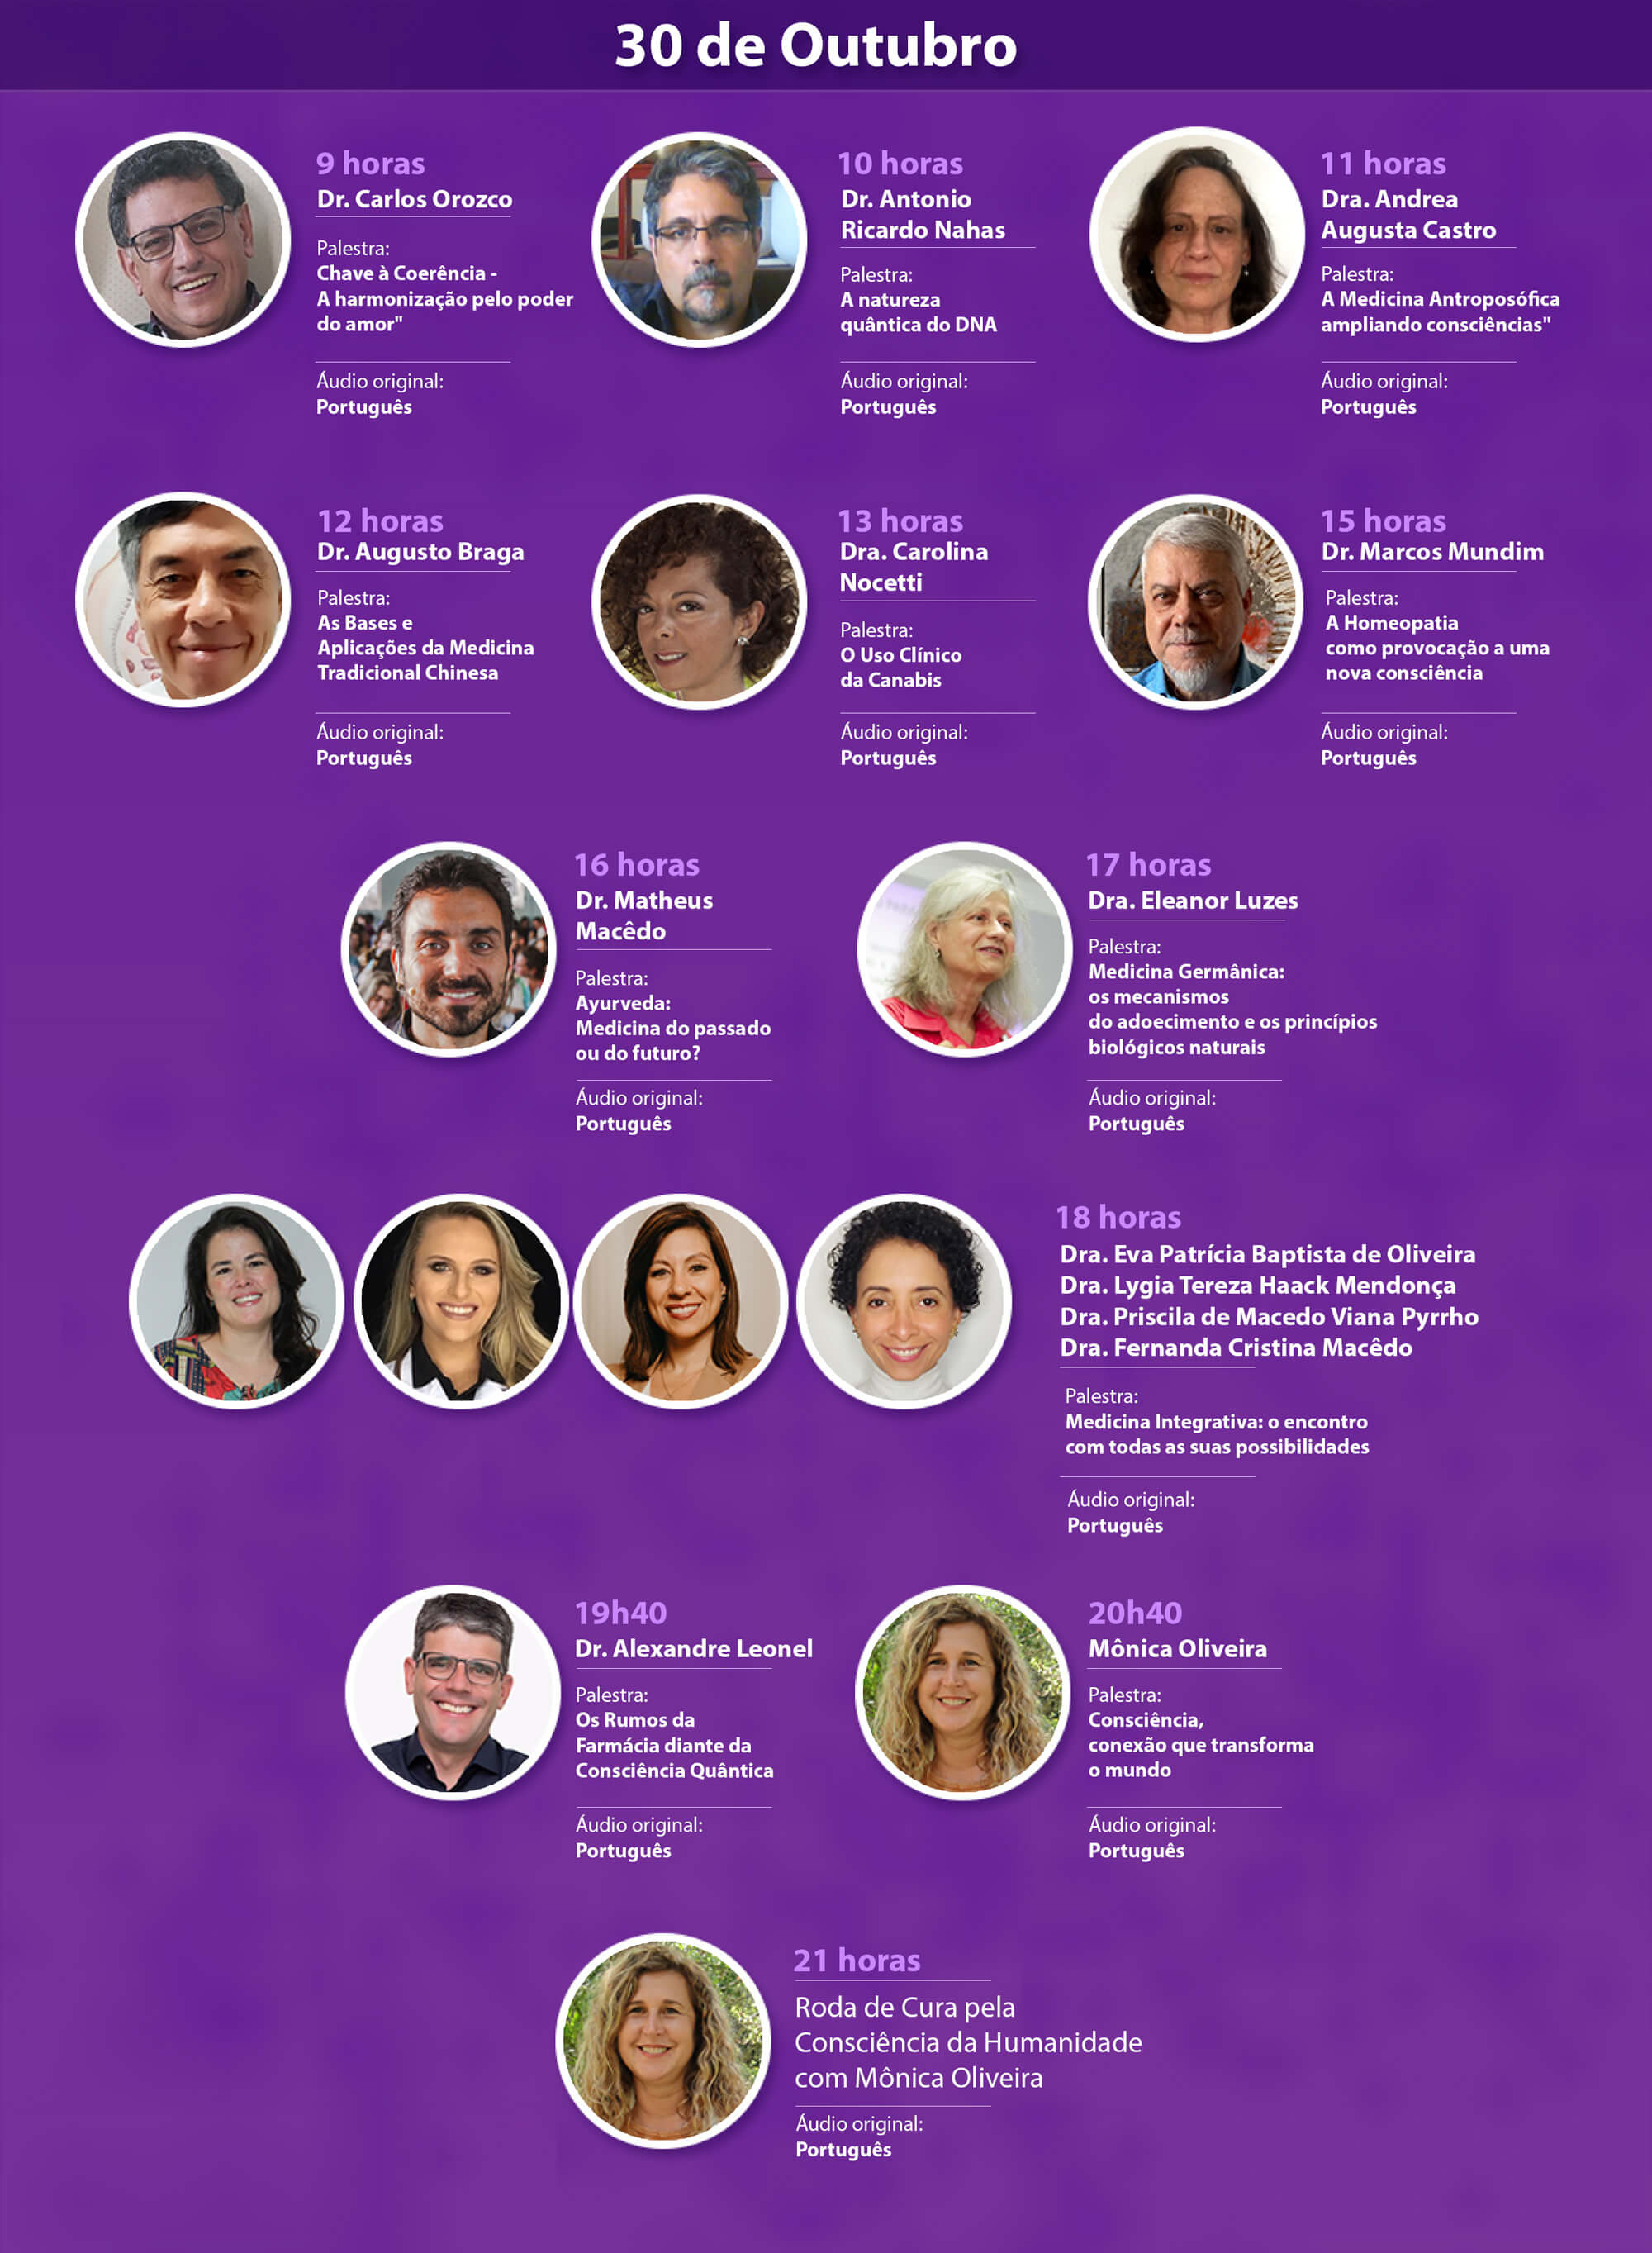 30 de Outubro
9 horas
Dr. Carlos Orozco
Palestra:
Chave à Coerência -
A harmonização pelo poder
do amor"
Áudio original:
Português
10 horas
Dr. Antonio
Ricardo Nahas
Palestra:
A natureza
quântica do DNA
Áudio original:
Português
11 horas
Dra. Andrea
Augusta Castro
Palestra:
A Medicina Antroposófica
ampliando consciências"
Áudio original:
Português
12 horas
Dr. Augusto Braga
Palestra:
As Bases e
Aplicações da Medicina
Tradicional Chinesa
Áudio original:
Português
13 horas
Dra. Carolina
Nocetti
Palestra:
O Uso Clínico
da Canabis
Áudio original:
Português
15 horas
Dr. Marcos Mundim
Palestra:
A Homeopatia
como provocação a uma
nova consciência
Áudio original:
Português
16 horas
Dr. Matheus
Macêdo
Palestra:
Ayurveda:
Medicina do passado
ou do futuro?
Áudio original:
Português
17 horas
Dra. Eleanor Luzes
Palestra:
Medicina Germânica:
os mecanismos
do adoecimento e os princípios
biológicos naturais
Áudio original:
Português
18 horas
Dra. Eva Patrícia Baptista de Oliveira
Dra. Lygia Tereza Haack Mendonça
Dra. Priscila de Macedo Viana Pyrrho
Dra. Fernanda Cristina Macêdo
Palestra:
Medicina Integrativa: o encontro
com todas as suas possibilidades
Áudio original:
Português
19h40
Dr. Alexandre Leonel
Palestra:
Os Rumos da
Farmácia diante da
Consciência Quântica
Áudio original:
Português
20h40
Mônica Oliveira
Palestra:
Consciência,
conexão que transforma
o mundo
Áudio original:
Português
21 horas
Roda de Cura pela
Consciência da Humanidade
com Mônica Oliveira
Áudio original:
Português